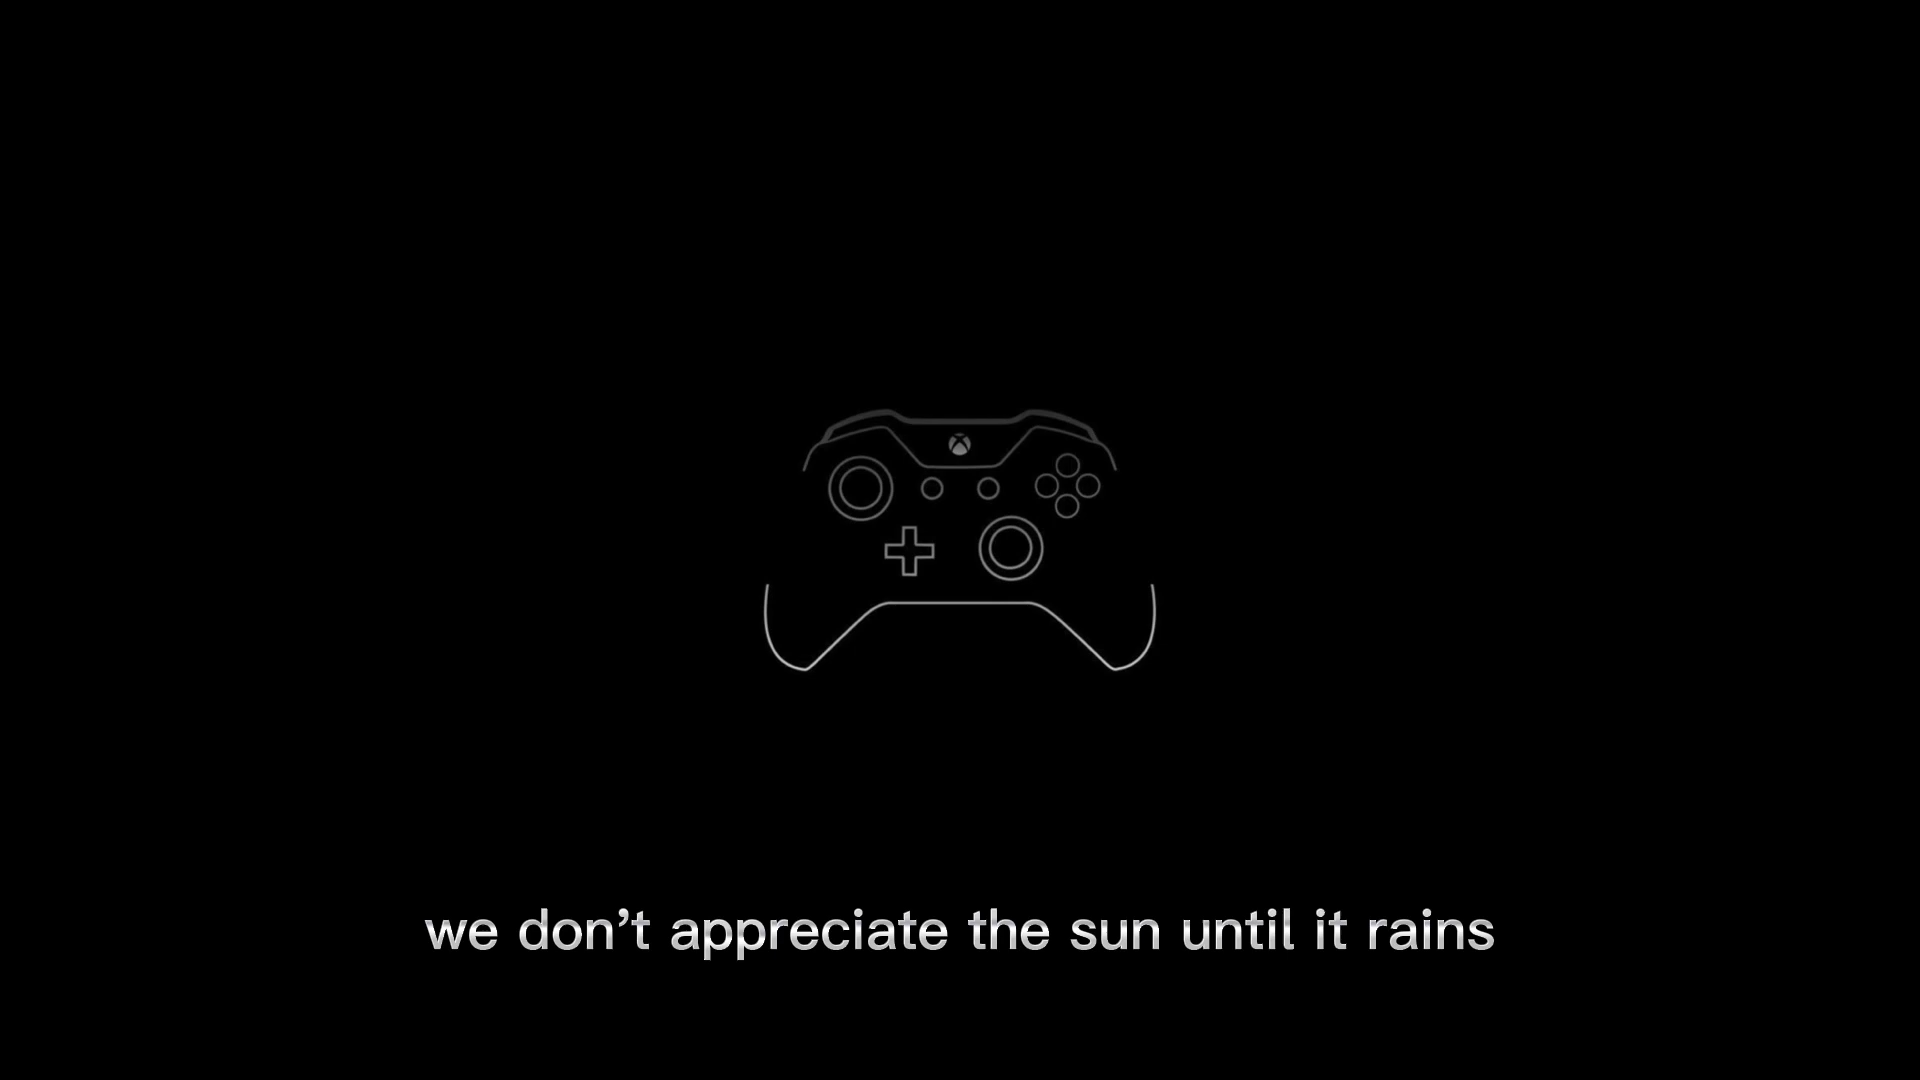 we don’t appreciate the sun until it rains